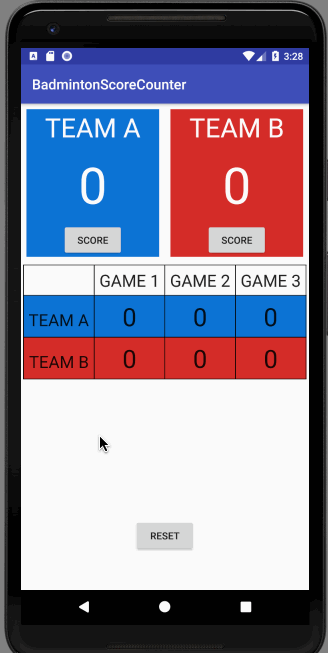 3:28
BadmintonScoreCounter
TEAM A TEAM B
0 0
SCORE SCORE
GAME 1 GAME 2 GAME 3
TEAM A 0 0 0
TEAM B 0 0 0
RESET